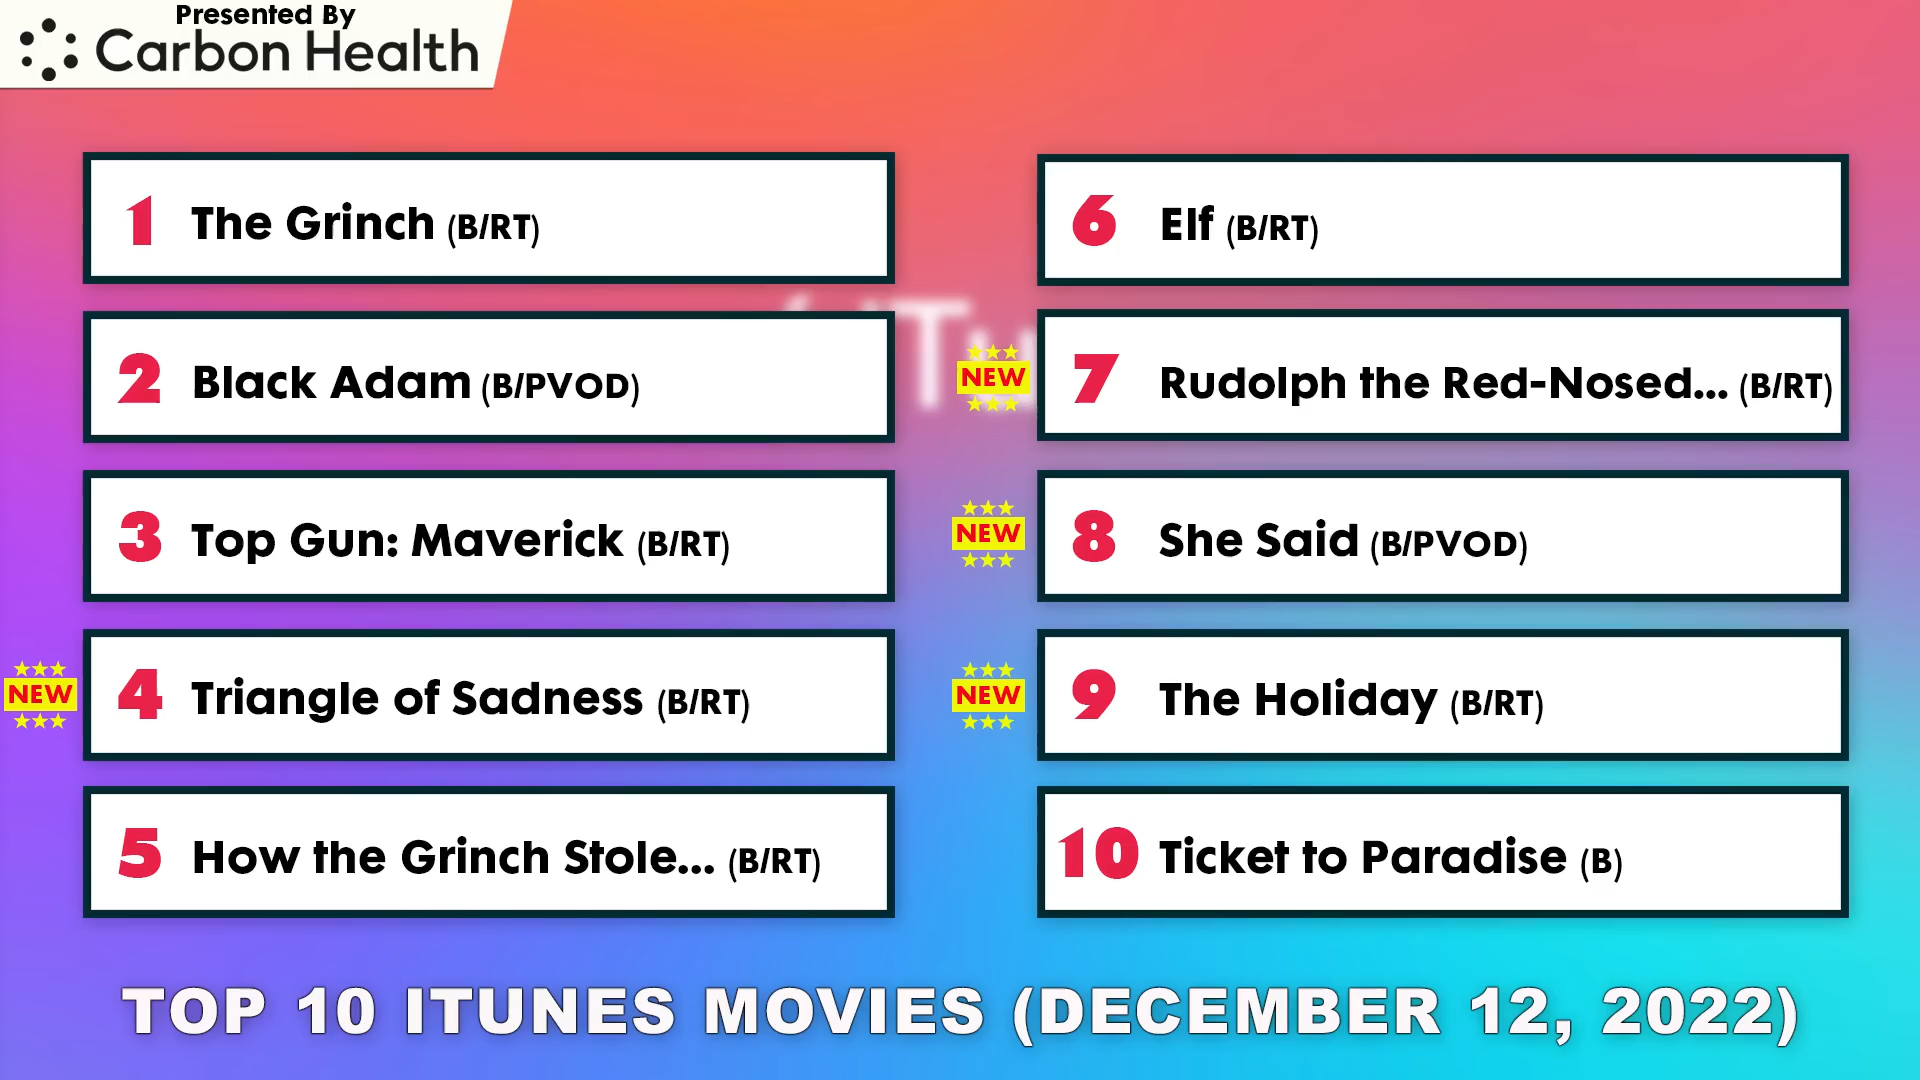 Presented By
Carbon Health
1 The Grinch (B/RT)
2 Black Adam (B/PVOD)
3 Top Gun: Maverick (B/RT)
NEW
4 Triangle of Sadness (B/RT)
5 How the Grinch Stole... (B/RT)
6 Elf (B/RT)
NEW
7 Rudolph the Red-Nosed... (B/RT)
NEW
8 She Said (B/PVOD)
NEW
9 The Holiday (B/RT)
10 Ticket to Paradise (B)
TOP 10 ITUNES MOVIES (DECEMBER 12, 2022)